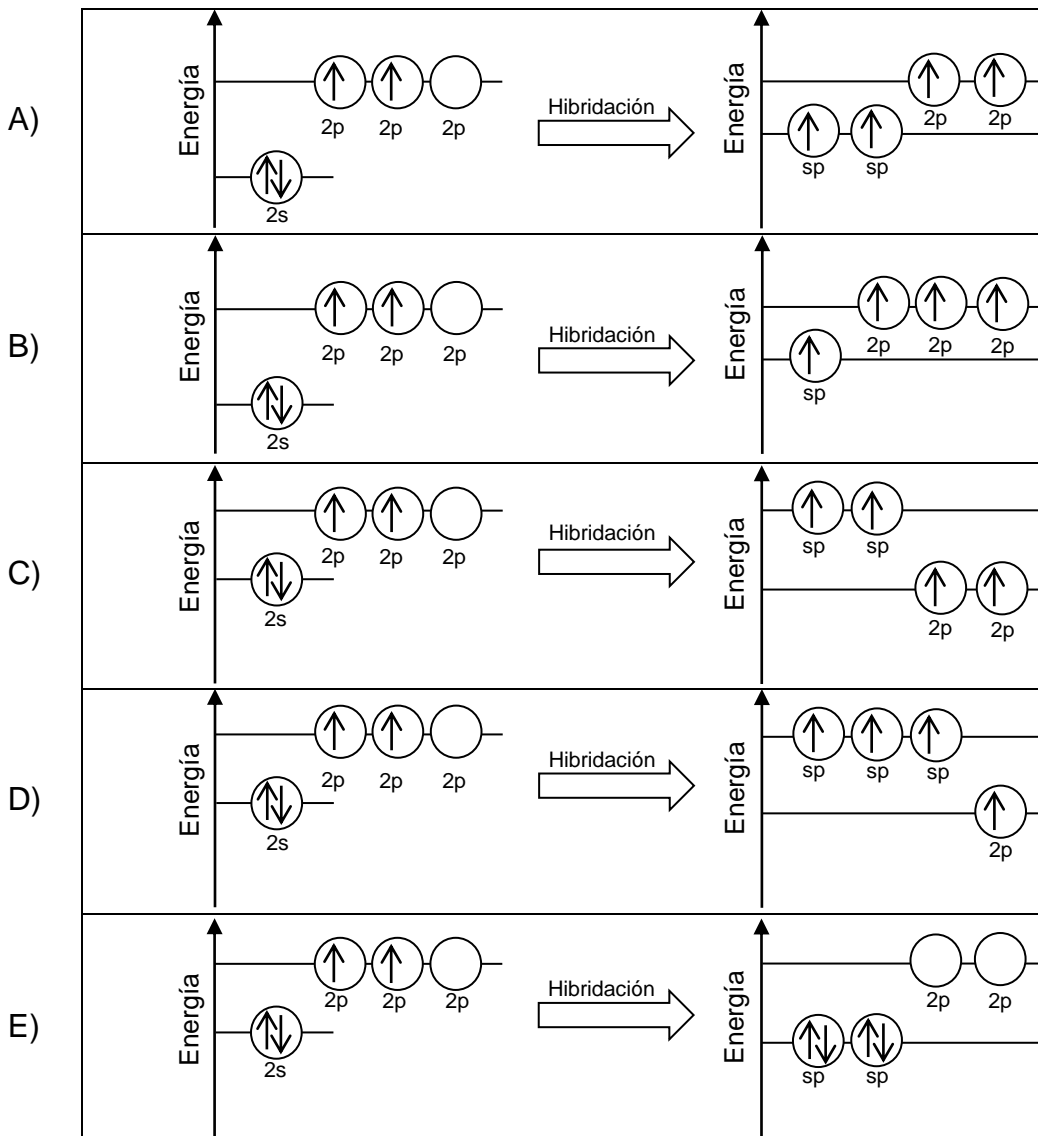 A)
Energía
2p 2p 2p
2s
Hibridación
Energía
2p 2p
sp sp
B)
Energía
2p 2p 2p
2s
Hibridación
Energía
2p 2p 2p
sp
C)
Energía
2p 2p 2p
2s
Hibridación
Energía
sp sp
2p 2p
D)
Energía
2p 2p 2p
2s
Hibridación
Energía
sp sp sp
2p
E)
Energía
2p 2p 2p
2s
Hibridación
Energía
2p 2p
sp sp